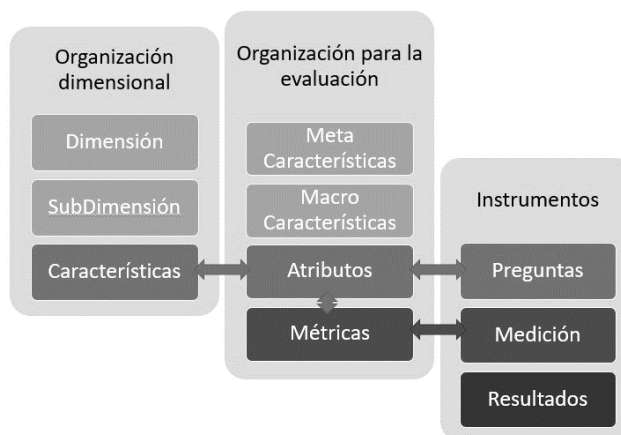 Organización
dimensional
Dimensión
SubDimensión
Características
Organización para la
evaluación
Meta
Características
Macro
Características
Atributos
Métricas
Instrumentos
Preguntas
Medición
Resultados